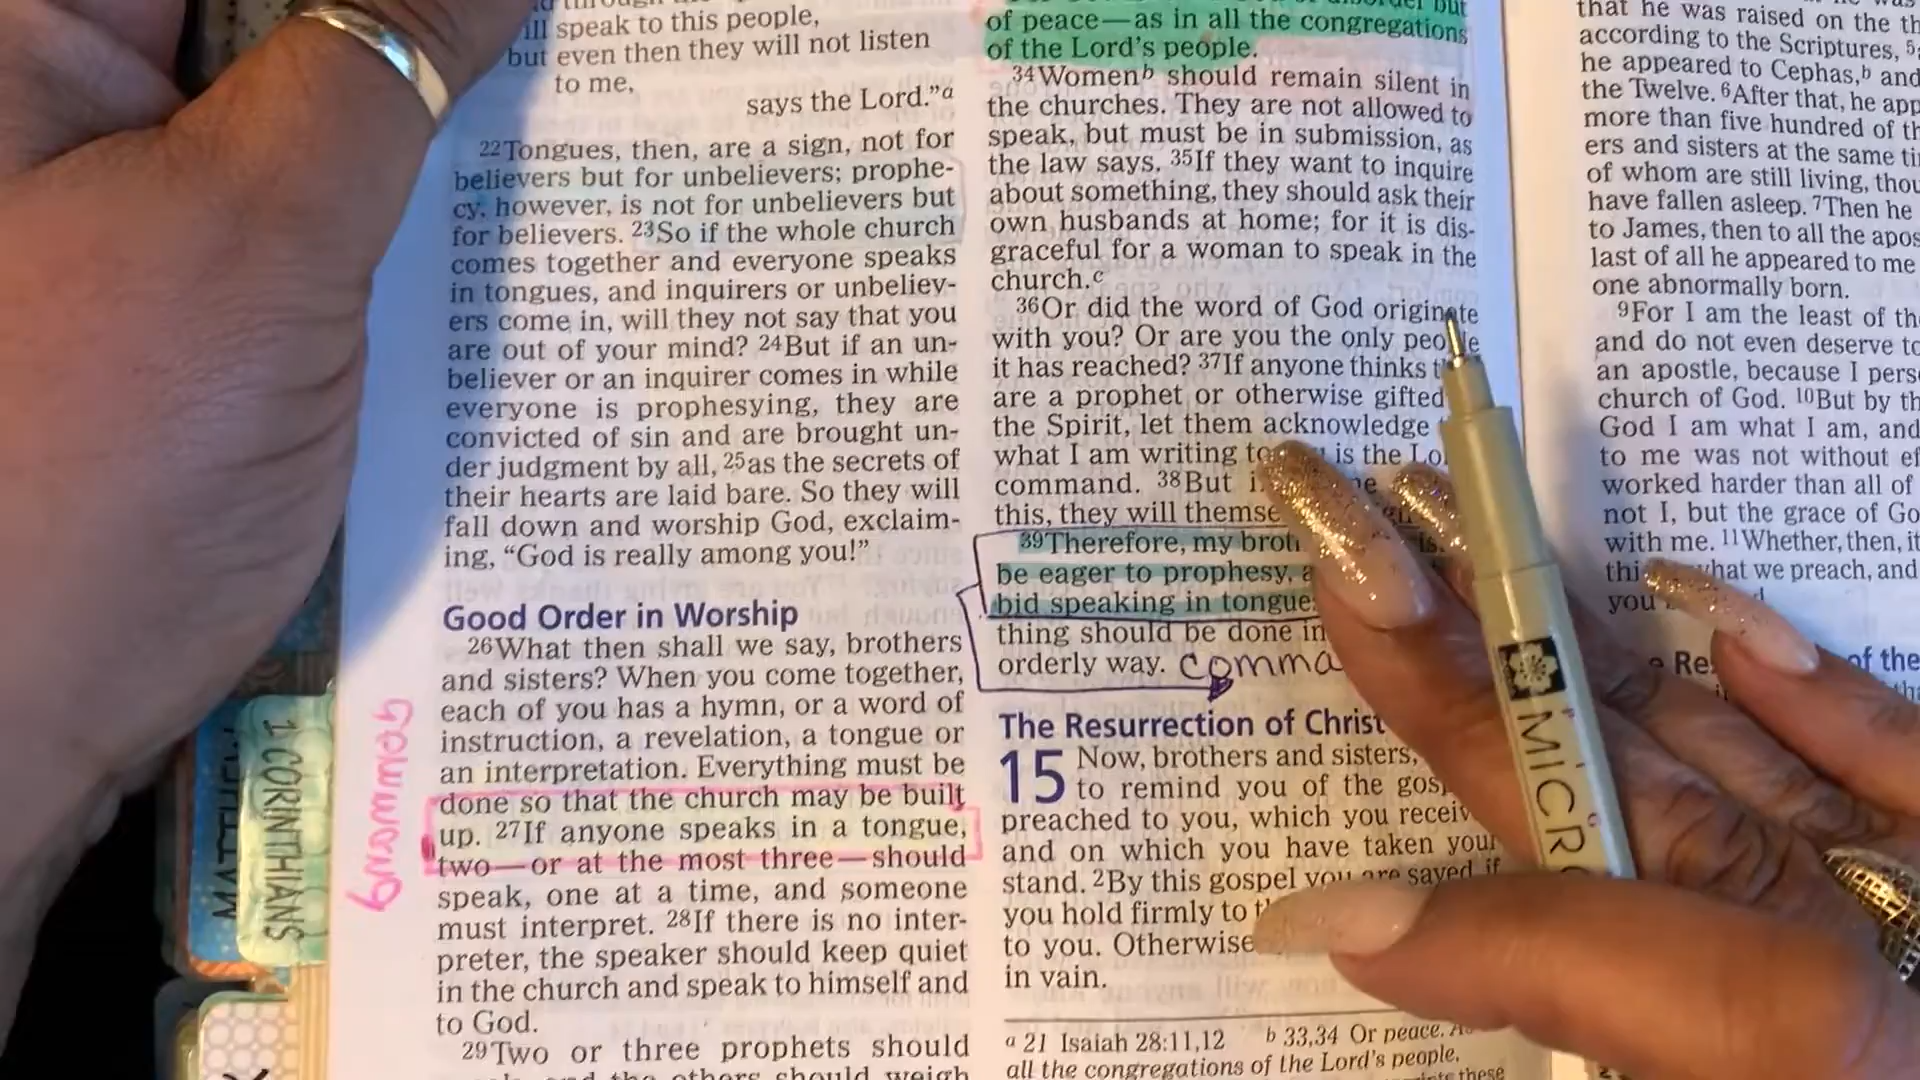 ill speak to this people,
but even then they will not listen
to me,
says the Lord."a
22Tongues, then, are a sign, not for
believers but for unbelievers; prophe-
cy, however, is not for unbelievers but
for believers. 23So if the whole church
comes together and everyone speaks
in tongues, and inquirers or unbeliev-
ers come in, will they not say that you
are out of your mind? 24But if an un-
believer or an inquirer comes in while
everyone is prophesying, they are
convicted of sin and are brought un-
der judgment by all, 25as the secrets of
their hearts are laid bare. So they will
fall down and worship God, exclaim-
ing, "God is really among you!"
Good Order in Worship
26What then shall we say, brothers
and sisters? When you come together,
each of you has a hymn, or a word of
instruction, a revelation, a tongue or
an interpretation. Everything must be
done so that the church may be built
up. 27If anyone speaks in a tongue,
two—or at the most three—should
speak, one at a time, and someone
must interpret. 28If there is no inter-
preter, the speaker should keep quiet
in the church and speak to himself and
to God.
29Two or three prophets should
the others should weigh
of peace—as in all the congregations
of the Lord's people.
34Womenb should remain silent in
the churches. They are not allowed to
speak, but must be in submission, as
the law says. 35If they want to inquire
about something, they should ask their
own husbands at home; for it is dis-
graceful for a woman to speak in the
church.c
36Or did the word of God originate
with you? Or are you the only people
it has reached? 37If anyone thinks
are a prophet or otherwise gifted
the Spirit, let them acknowledge
what I am writing to is the
command. 38But
this, they will
39Therefore, my
be eager to prophesy,
bid speaking in
thing should be done in
orderly way. comma
The Resurrection of Christ
15 Now, brothers and sisters,
to remind you of the
preached to you, which you
and on which you have taken your
stand. 2By this gospel you are saved, if
you hold firmly to
to you. Otherwise
in vain.
a 21 Isaiah 28:11,12 b 33,34 Or peace. As
all the congregations of the Lord's people,
these
that he was raised on the
according to the Scriptures, 5
he appeared to Cephas,b and
the Twelve. 6After that, he
more than five hundred of
ers and sisters at the same
of whom are still living,
have fallen asleep. 7Then he
to James, then to all the
last of all he appeared to me
one abnormally born.
9For I am the least of
and do not even deserve to
an apostle, because I
church of God. 10But by
God I am what I am, and
to me was not without
worked harder than all of
not I, but the grace of
with me. 11Whether, then, it
what we preach, and
you
of the
MATTHEW
1 CORINTHIANS
MICR